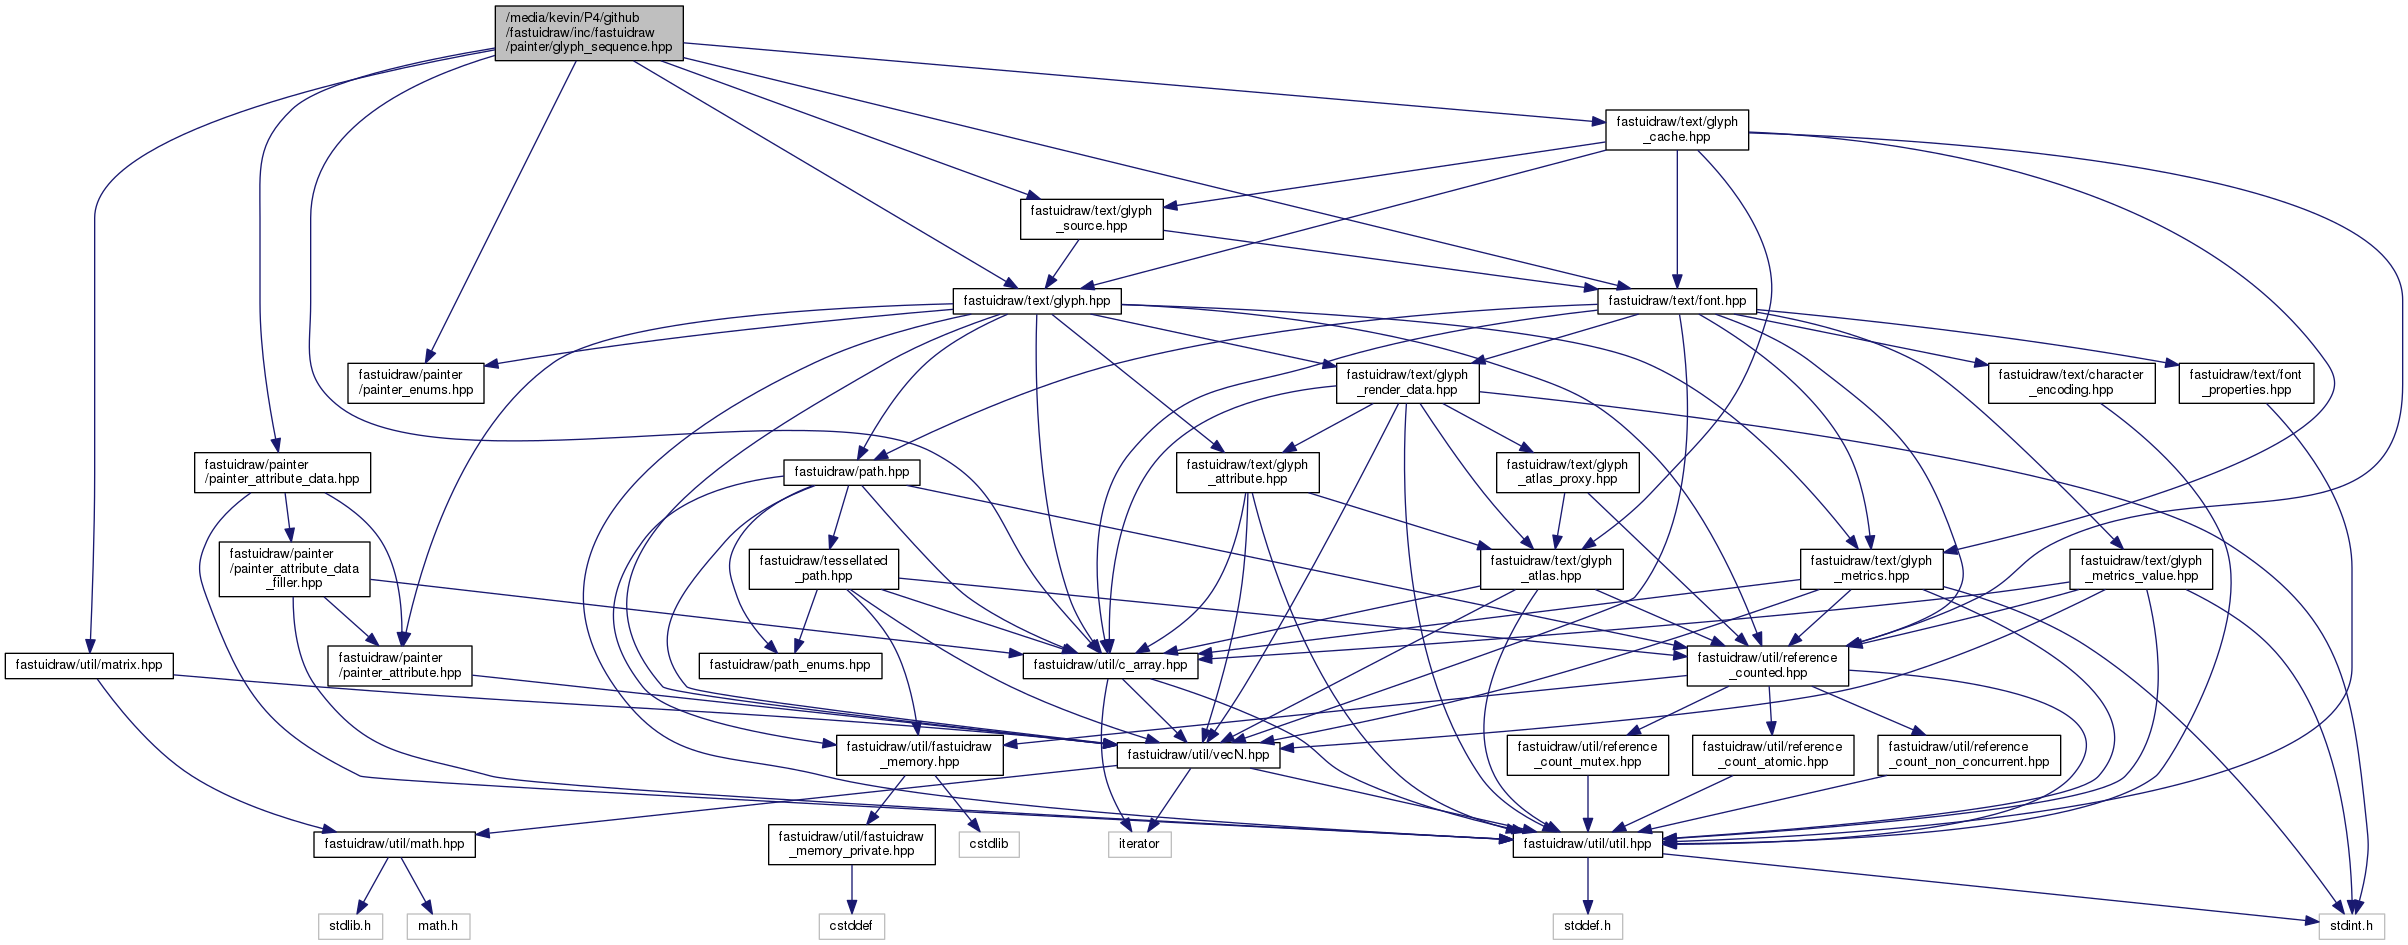 /media/kevin/P4/github
/fastuidraw/inc/fastuidraw
/painter/glyph_sequence.hpp
fastuidraw/text/glyph
_cache.hpp
fastuidraw/text/glyph
_source.hpp
fastuidraw/text/glyph.hpp
fastuidraw/text/font.hpp
fastuidraw/painter
/painter_enums.hpp
fastuidraw/text/glyph
_render_data.hpp
fastuidraw/text/character
_encoding.hpp
fastuidraw/text/font
_properties.hpp
fastuidraw/painter
/painter_attribute_data.hpp
fastuidraw/path.hpp
fastuidraw/text/glyph
_attribute.hpp
fastuidraw/text/glyph
_atlas_proxy.hpp
fastuidraw/painter
/painter_attribute_data
_filler.hpp
fastuidraw/tessellated
_path.hpp
fastuidraw/text/glyph
_atlas.hpp
fastuidraw/text/glyph
_metrics.hpp
fastuidraw/text/glyph
_metrics_value.hpp
fastuidraw/util/matrix.hpp
fastuidraw/painter
/painter_attribute.hpp
fastuidraw/path_enums.hpp
fastuidraw/util/c_array.hpp
fastuidraw/util/reference
_counted.hpp
fastuidraw/util/fastuidraw
_memory.hpp
fastuidraw/util/vecN.hpp
fastuidraw/util/reference
_count_mutex.hpp
fastuidraw/util/reference
_count_atomic.hpp
fastuidraw/util/reference
_count_non_concurrent.hpp
fastuidraw/util/math.hpp
fastuidraw/util/fastuidraw
_memory_private.hpp
cstdlib
iterator
fastuidraw/util/util.hpp
stdlib.h
math.h
cstddef
stddef.h
stdint.h